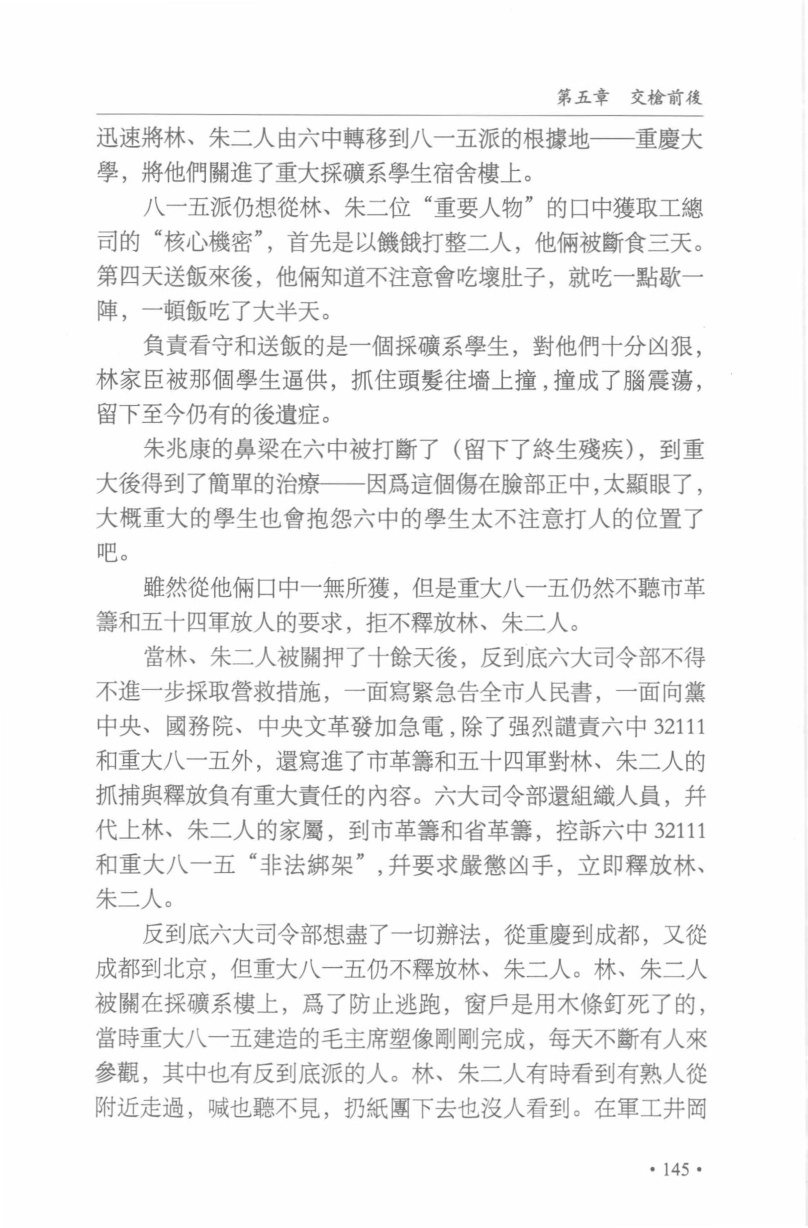 第五章　交槍前後
迅速將林、朱二人由六中轉移到八一五派的根據地——重慶大
學，將他們關進了重大採礦系學生宿舍樓上。
八一五派仍想從林、朱二位“重要人物”的口中獲取工總
司的“核心機密”，首先是以饑餓打整二人，他倆被斷食三天。
第四天送飯來後，他倆知道不注意會吃壞肚子，就吃一點歇一
陣，一頓飯吃了大半天。
負責看守和送飯的是一個採礦系學生，對他們十分凶狠，
林家臣被那個學生逼供，抓住頭髮往墻上撞，撞成了腦震蕩，
留下至今仍有的後遺症。
朱兆康的鼻梁在六中被打斷了（留下了終生殘疾），到重
大後得到了簡單的治療——因爲這個傷在臉部正中，太顯眼了，
大概重大的學生也會抱怨六中的學生太不注意打人的位置了
吧。
雖然從他倆口中一無所獲，但是重大八一五仍然不聽市革
籌和五十四軍放人的要求，拒不釋放林、朱二人。
當林、朱二人被關押了十餘天後，反到底六大司令部不得
不進一步採取營救措施，一面寫緊急告全市人民書，一面向黨
中央、國務院、中央文革發加急電，除了强烈譴責六中 32111
和重大八一五外，還寫進了市革籌和五十四軍對林、朱二人的
抓捕與釋放負有重大責任的內容。六大司令部還組織人員，幷
代上林、朱二人的家屬，到市革籌和省革籌，控訴六中 32111
和重大八一五“非法綁架”，幷要求嚴懲凶手，立即釋放林、
朱二人。
反到底六大司令部想盡了一切辦法，從重慶到成都，又從
成都到北京，但重大八一五仍不釋放林、朱二人。林、朱二人
被關在採礦系樓上，爲了防止逃跑，窗戶是用木條釘死了的，
當時重大八一五建造的毛主席塑像剛剛完成，每天不斷有人來
參觀，其中也有反到底派的人。林、朱二人有時看到有熟人從
附近走過，喊也聽不見，扔紙團下去也沒人看到。在軍工井岡
• 145 •